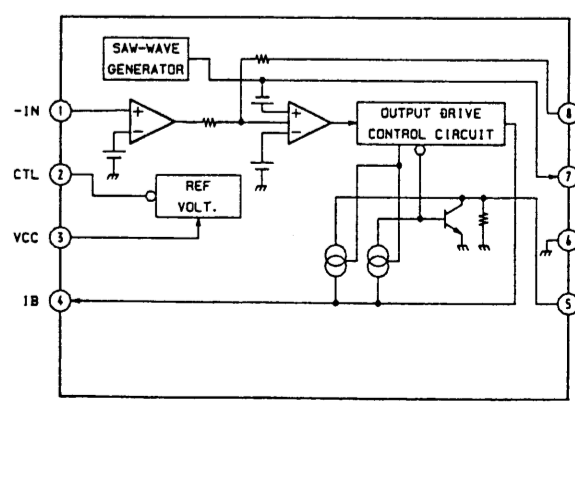 SAW-WAVE
GENERATOR
-IN
1
+
−
+
−
OUTPUT DRIVE
CONTROL CIRCUIT
8
CTL
2
REF
VOLT.
7
VCC
3
6
IB
4
5